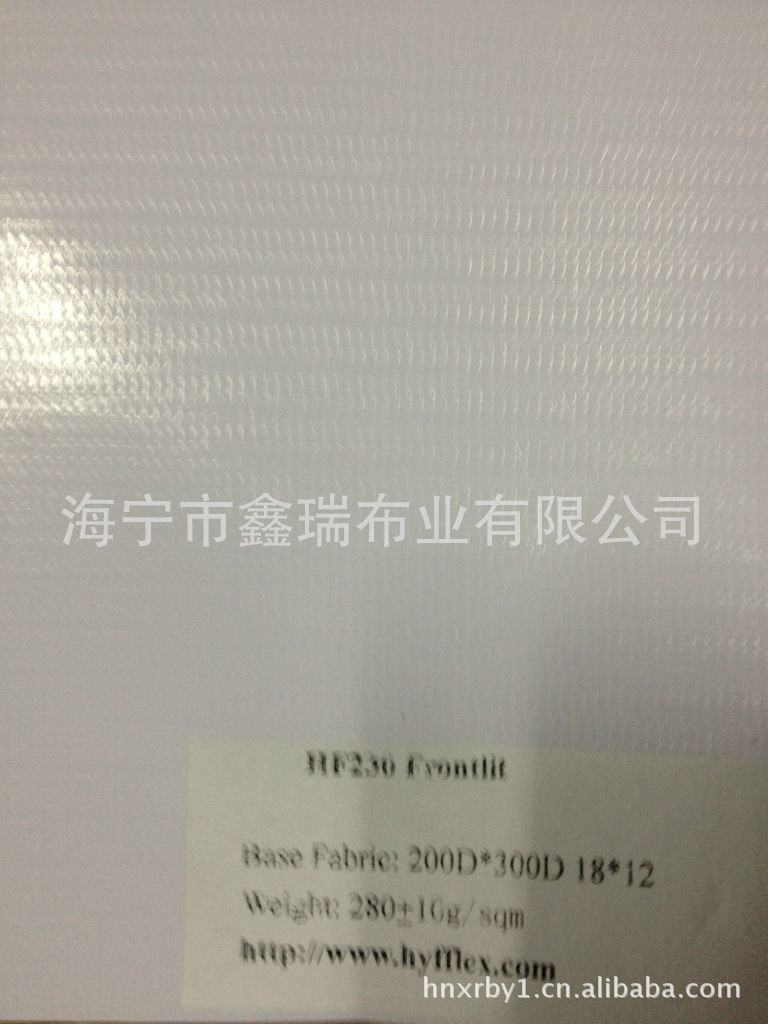 海宁市鑫瑞布业有限公司
HF230 Frontlit
Base Fabric: 200D*300D 18*12
Weight: 280±10g/sqm
http://www.hyfflex.com
hnxrby1.cn.alibaba.com